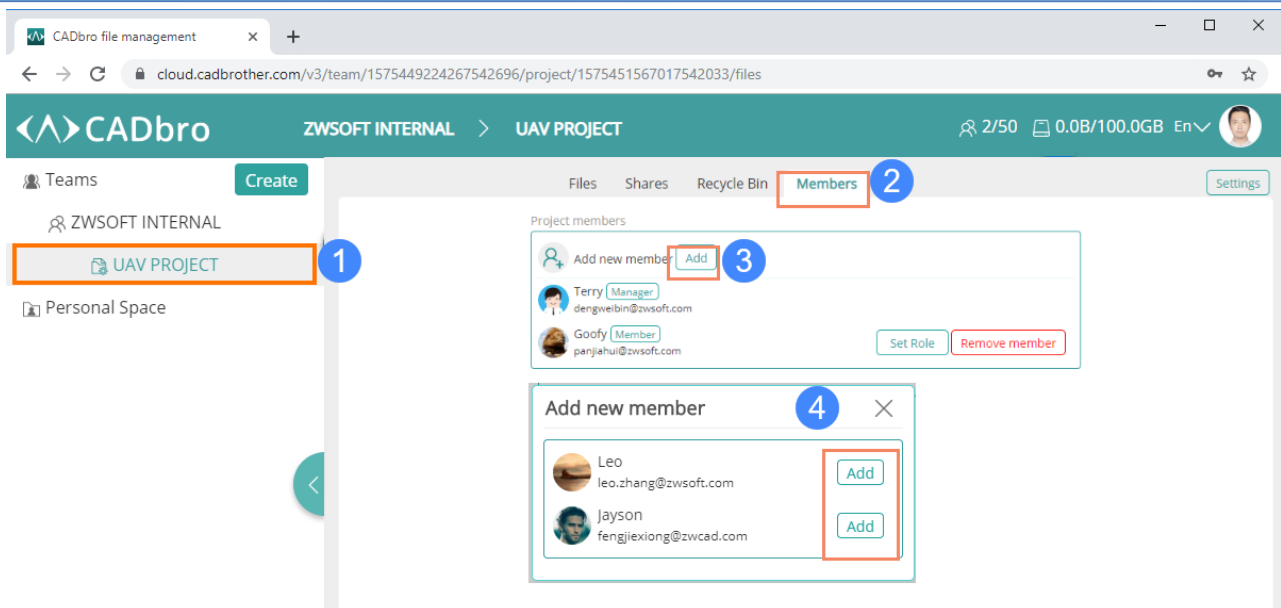 CADbro file management
cloud.cadbrother.com/v3/team/1575449224267542696/project/1575451567017542033/files
CADbro ZWSOFT INTERNAL > UAV PROJECT 2/50 0.0B/100.0GB En
Teams Create Files Shares Recycle Bin Members 2 Settings
ZWSOFT INTERNAL
UAV PROJECT 1
Personal Space
Project members
Add new member Add 3
Terry Manager
dengweibin@zwsoft.com
Goofy Member
panjiahui@zwsoft.com
Set Role Remove member
Add new member 4
Leo
leo.zhang@zwsoft.com
Add
Jayson
fengjiexiong@zwcad.com
Add